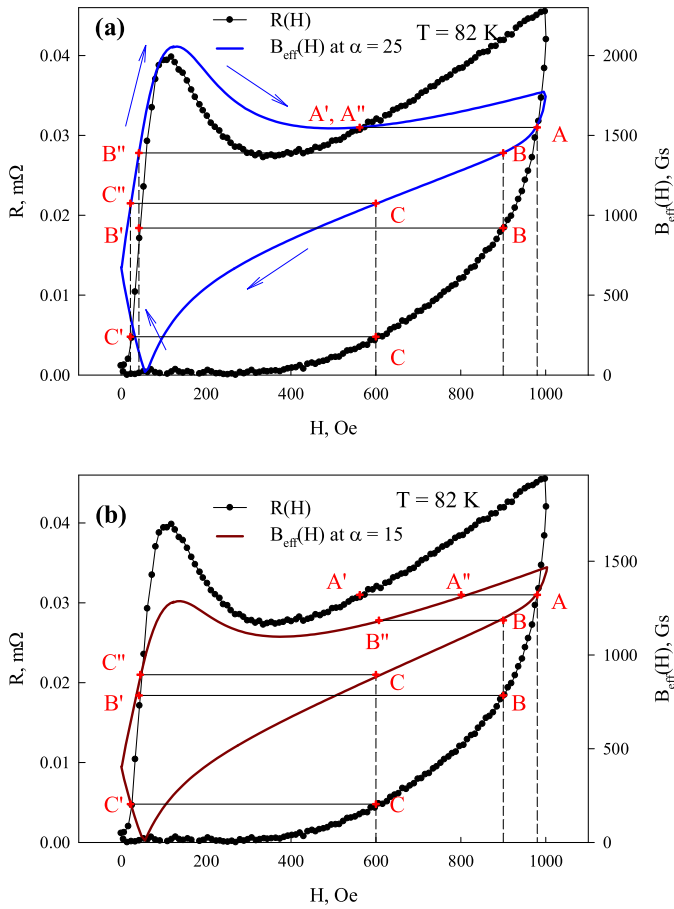 (a)
R(H)
B_eff(H) at α = 25
T = 82 K
0.04
0.03
0.02
0.01
0.00
R, mΩ
2000
1500
1000
500
0
B_eff(H), Gs
A', A''
A
B''
B
C''
C
B'
B
C'
C
0
200
400
600
800
1000
H, Oe
(b)
R(H)
B_eff(H) at α = 15
T = 82 K
0.04
0.03
0.02
0.01
0.00
R, mΩ
1500
1000
500
0
B_eff(H), Gs
A'
A''
A
B''
B
C''
C
B'
B
C'
C
0
200
400
600
800
1000
H, Oe